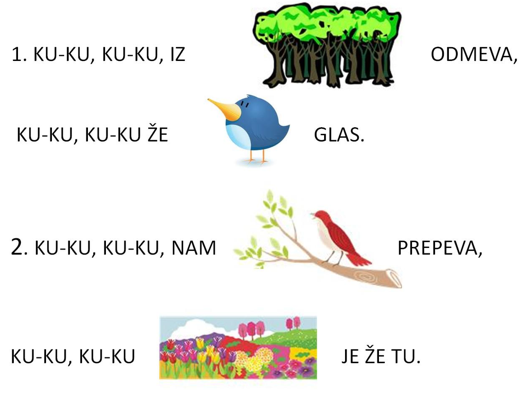 1. KU-KU, KU-KU, IZ ODMEVA,
KU-KU, KU-KU ŽE GLAS.
2. KU-KU, KU-KU, NAM PREPEVA,
KU-KU, KU-KU JE ŽE TU.